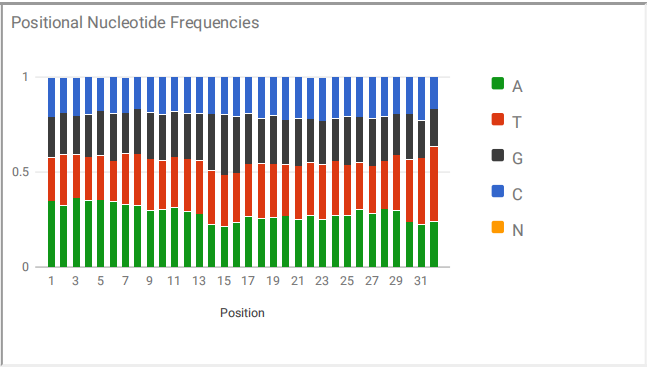 Positional Nucleotide Frequencies
1
0.5
0
1 3 5 7 9 11 13 15 17 19 21 23 25 27 29 31
Position
A
T
G
C
N